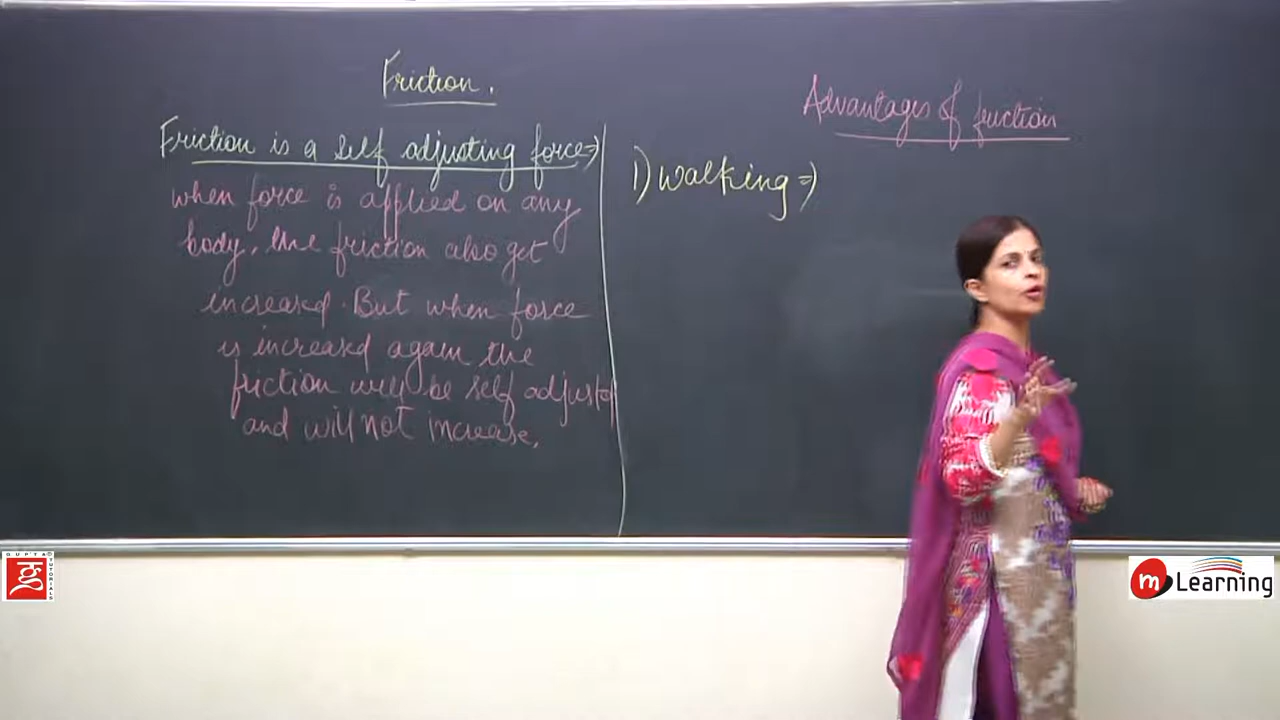 Friction.
Friction is a self adjusting force⇒
when force is applied on any
body, the friction also get
increased. But when force
is increased again the
friction will be self adjusted
and will not increase.
Advantages of friction
1) walking ⇒
GUPTA
TUTORIALS
m Learning